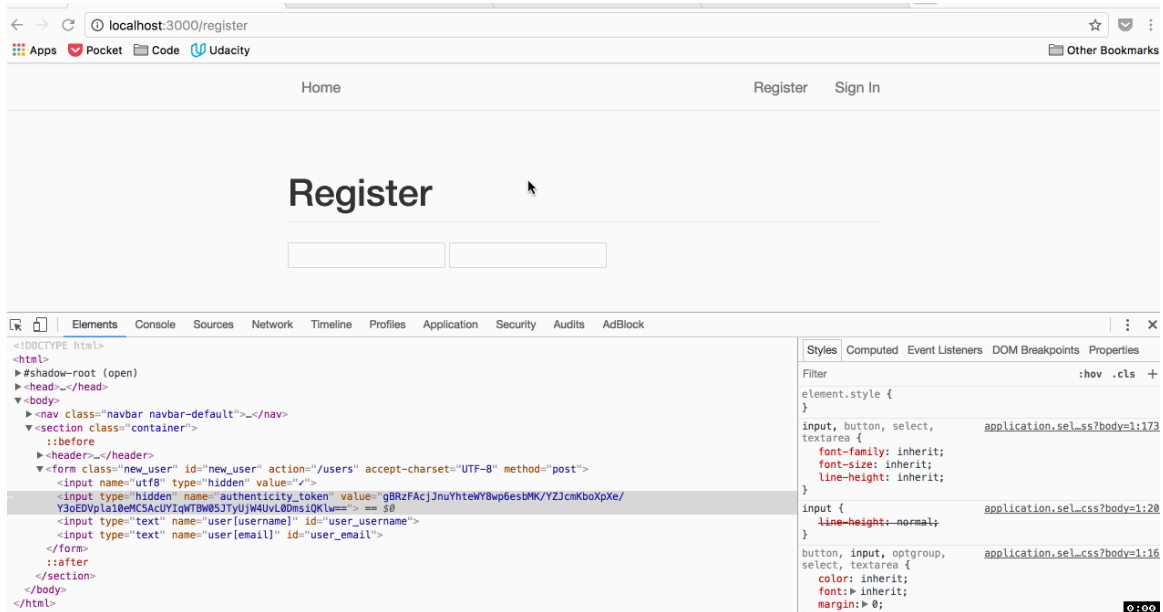 localhost:3000/register
Apps Pocket Code Udacity Other Bookmarks
Home Register Sign In
Register
Elements Console Sources Network Timeline Profiles Application Security Audits AdBlock
<!DOCTYPE html>
<html>
▶#shadow-root (open)
▶<head>…</head>
▼<body>
▶<nav class="navbar navbar-default">…</nav>
▼<section class="container">
::before
▶<header>…</header>
▼<form class="new_user" id="new_user" action="/users" accept-charset="UTF-8" method="post">
<input name="utf8" type="hidden" value="✓">
<input type="hidden" name="authenticity_token" value="gBRzFAcjJnuYhteWY8wp6esbMK/YZJcmKboXpXe/
Y3oEDVpla10eMC5AcUYIqWTBW05JTyUjW4UvL0DmsiQKlw=="> == $0
<input type="text" name="user[username]" id="user_username">
<input type="text" name="user[email]" id="user_email">
</form>
::after
</section>
</body>
</html>
Styles Computed Event Listeners DOM Breakpoints Properties
Filter :hov .cls +
element.style {
}
input, button, select, application.sel…ss?body=1:173
textarea {
font-family: inherit;
font-size: inherit;
line-height: inherit;
}
input { application.sel…css?body=1:20
line-height: normal;
}
button, input, optgroup, application.sel…css?body=1:16
select, textarea {
color: inherit;
font:▶ inherit;
margin:▶ 0;
0:00